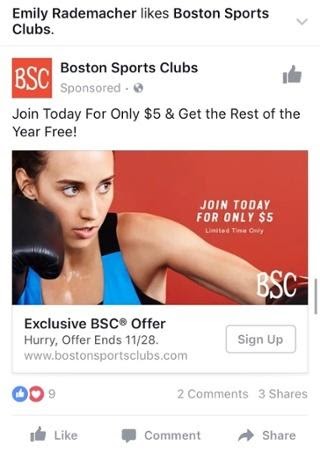 Emily Rademacher likes Boston Sports
Clubs.
BSC
Boston Sports Clubs
Sponsored ·
Join Today For Only $5 & Get the Rest of the
Year Free!
JOIN TODAY
FOR ONLY $5
Limited Time Only
BSC
Exclusive BSC® Offer
Hurry, Offer Ends 11/28.
www.bostonsportsclubs.com
Sign Up
9
2 Comments 3 Shares
Like Comment Share